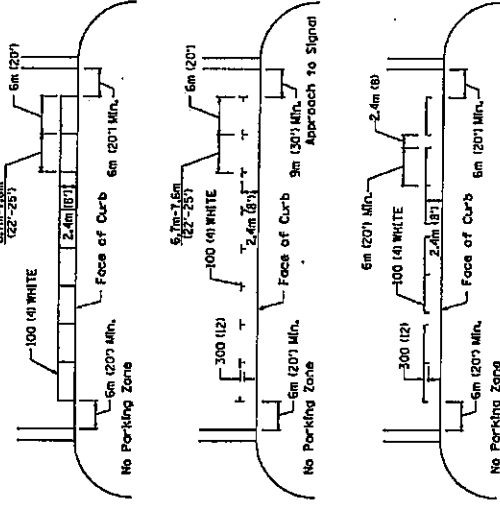 6m (20')
(22'-25')
2.4m (8')
100 (4) WHITE
Face of Curb
6m (20') Min.
6m (20') Min.
No Parking Zone
6m (20')
6.7m-7.6m
(22'-25')
2.4m (8')
100 (4) WHITE
300 (12)
Face of Curb
9m (30') Min.
Approach to Signal
6m (20') Min.
No Parking Zone
2.4m (8)
6m (20') Min.
100 (4) WHITE
2.4m (8')
300 (12)
Face of Curb
6m (20') Min.
6m (20') Min.
No Parking Zone